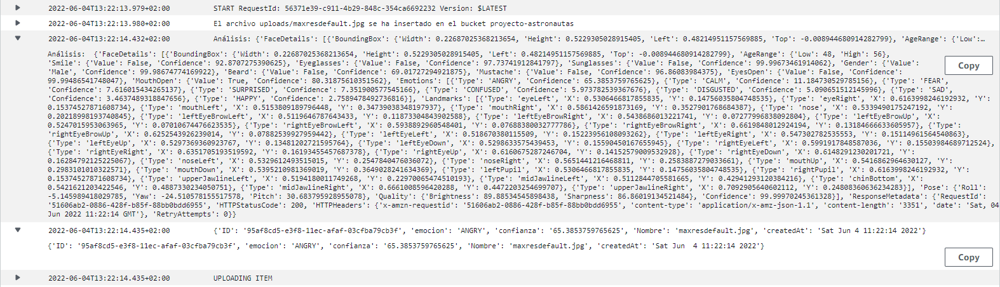 2022-06-04T13:22:13.979+02:00 START RequestId: 56371e39-c911-4b29-848c-354ca6692232 Version: $LATEST
2022-06-04T13:22:13.980+02:00 El archivo uploads/maxresdefault.jpg se ha insertado en el bucket proyecto-astronautas
2022-06-04T13:22:14.432+02:00 Análisis: {'FaceDetails': [{'BoundingBox': {'Width': 0.22687025368213654, 'Height': 0.5229305028915405, 'Left': 0.48214951157569885, 'Top': -0.008944680914282799}, 'AgeRange': {'Low':…
Análisis: {'FaceDetails': [{'BoundingBox': {'Width': 0.22687025368213654, 'Height': 0.5229305028915405, 'Left': 0.48214951157569885, 'Top': -0.008944680914282799}, 'AgeRange': {'Low': 48, 'High': 56},
'Smile': {'Value': False, 'Confidence': 92.8707275390625}, 'Eyeglasses': {'Value': False, 'Confidence': 97.73741912841797}, 'Sunglasses': {'Value': False, 'Confidence': 99.99673461914062}, 'Gender': {'Value':
'Male', 'Confidence': 99.98674774169922}, 'Beard': {'Value': False, 'Confidence': 69.01727294921875}, 'Mustache': {'Value': False, 'Confidence': 96.86083984375}, 'EyesOpen': {'Value': False, 'Confidence':
99.99486541748047}, 'MouthOpen': {'Value': True, 'Confidence': 80.31875610351562}, 'Emotions': [{'Type': 'ANGRY', 'Confidence': 65.3853759765625}, {'Type': 'CALM', 'Confidence': 11.184730529785156}, {'Type': 'FEAR',
'Confidence': 7.616015434265137}, {'Type': 'SURPRISED', 'Confidence': 7.351900577545166}, {'Type': 'CONFUSED', 'Confidence': 5.973782539367676}, {'Type': 'DISGUSTED', 'Confidence': 5.090651512145996}, {'Type': 'SAD',
'Confidence': 3.4637489318847656}, {'Type': 'HAPPY', 'Confidence': 2.7589478492736816}], 'Landmarks': [{'Type': 'eyeLeft', 'X': 0.5306466817855835, 'Y': 0.14756035804748535}, {'Type': 'eyeRight', 'X': 0.6163998246192932, 'Y':
0.15374527871608734}, {'Type': 'mouthLeft', 'X': 0.5153809189796448, 'Y': 0.34739038348197937}, {'Type': 'mouthRight', 'X': 0.5861426591873169, 'Y': 0.3527901768684387}, {'Type': 'nose', 'X': 0.5339490175247192, 'Y':
0.20218998193740845}, {'Type': 'leftEyeBrowLeft', 'X': 0.5119646787643433, 'Y': 0.11873304843902588}, {'Type': 'leftEyeBrowRight', 'X': 0.5438686013221741, 'Y': 0.07277996838092804}, {'Type': 'leftEyeBrowUp', 'X':
0.5247015953063965, 'Y': 0.07010674476623535}, {'Type': 'rightEyeBrowLeft', 'X': 0.5938892960548401, 'Y': 0.07688380032777786}, {'Type': 'rightEyeBrowRight', 'X': 0.6619848012924194, 'Y': 0.13184666633605957}, {'Type':
'rightEyeBrowUp', 'X': 0.6252543926239014, 'Y': 0.07882539927959442}, {'Type': 'leftEyeLeft', 'X': 0.518670380115509, 'Y': 0.15223956108093262}, {'Type': 'leftEyeRight', 'X': 0.547302782535553, 'Y': 0.15114961564540863},
{'Type': 'leftEyeUp', 'X': 0.5297369360923767, 'Y': 0.13481202721595764}, {'Type': 'leftEyeDown', 'X': 0.5298633575439453, 'Y': 0.15590450167655945}, {'Type': 'rightEyeLeft', 'X': 0.5991917848587036, 'Y': 0.15503984689712524},
{'Type': 'rightEyeRight', 'X': 0.6351705193519592, 'Y': 0.16193455457687378}, {'Type': 'rightEyeUp', 'X': 0.6160675287246704, 'Y': 0.14152579009532928}, {'Type': 'rightEyeDown', 'X': 0.6148291230201721, 'Y':
0.16284792125225067}, {'Type': 'noseLeft', 'X': 0.5329612493515015, 'Y': 0.2547840476036072}, {'Type': 'noseRight', 'X': 0.5651441216468811, 'Y': 0.2583887279033661}, {'Type': 'mouthUp', 'X': 0.5416862964630127, 'Y':
0.2983101010322571}, {'Type': 'mouthDown', 'X': 0.5395210981369019, 'Y': 0.3649028241634369}, {'Type': 'leftPupil', 'X': 0.5306466817855835, 'Y': 0.14756035804748535}, {'Type': 'rightPupil', 'X': 0.6163998246192932, 'Y':
0.15374527871608734}, {'Type': 'upperJawlineLeft', 'X': 0.5194180011749268, 'Y': 0.22970065474510193}, {'Type': 'midJawlineLeft', 'X': 0.5112844705581665, 'Y': 0.42941293120384216}, {'Type': 'chinBottom', 'X':
0.5421621203422546, 'Y': 0.4887330234050751}, {'Type': 'midJawlineRight', 'X': 0.6661008596420288, 'Y': 0.4472203254699707}, {'Type': 'upperJawlineRight', 'X': 0.7092905640602112, 'Y': 0.24808360636234283}], 'Pose': {'Roll':
-5.145989418029785, 'Yaw': -24.510578155517578, 'Pitch': 30.683795928955078}, 'Quality': {'Brightness': 89.88534545898438, 'Sharpness': 86.86019134521484}, 'Confidence': 99.99970245361328}], 'ResponseMetadata': {'RequestId':
'51606ab2-0886-428f-b85f-88bb0bdd6955', 'HTTPStatusCode': 200, 'HTTPHeaders': {'x-amzn-requestid': '51606ab2-0886-428f-b85f-88bb0bdd6955', 'content-type': 'application/x-amz-json-1.1', 'content-length': '3351', 'date': 'Sat, 04
Jun 2022 11:22:14 GMT'}, 'RetryAttempts': 0}}
Copy
2022-06-04T13:22:14.435+02:00 {'ID': '95af8cd5-e3f8-11ec-afaf-03cfba79cb3f', 'emocion': 'ANGRY', 'confianza': '65.3853759765625', 'Nombre': 'maxresdefault.jpg', 'createdAt': 'Sat Jun 4 11:22:14 2022'}
{'ID': '95af8cd5-e3f8-11ec-afaf-03cfba79cb3f', 'emocion': 'ANGRY', 'confianza': '65.3853759765625', 'Nombre': 'maxresdefault.jpg', 'createdAt': 'Sat Jun  4 11:22:14 2022'}
Copy
2022-06-04T13:22:14.435+02:00 UPLOADING ITEM